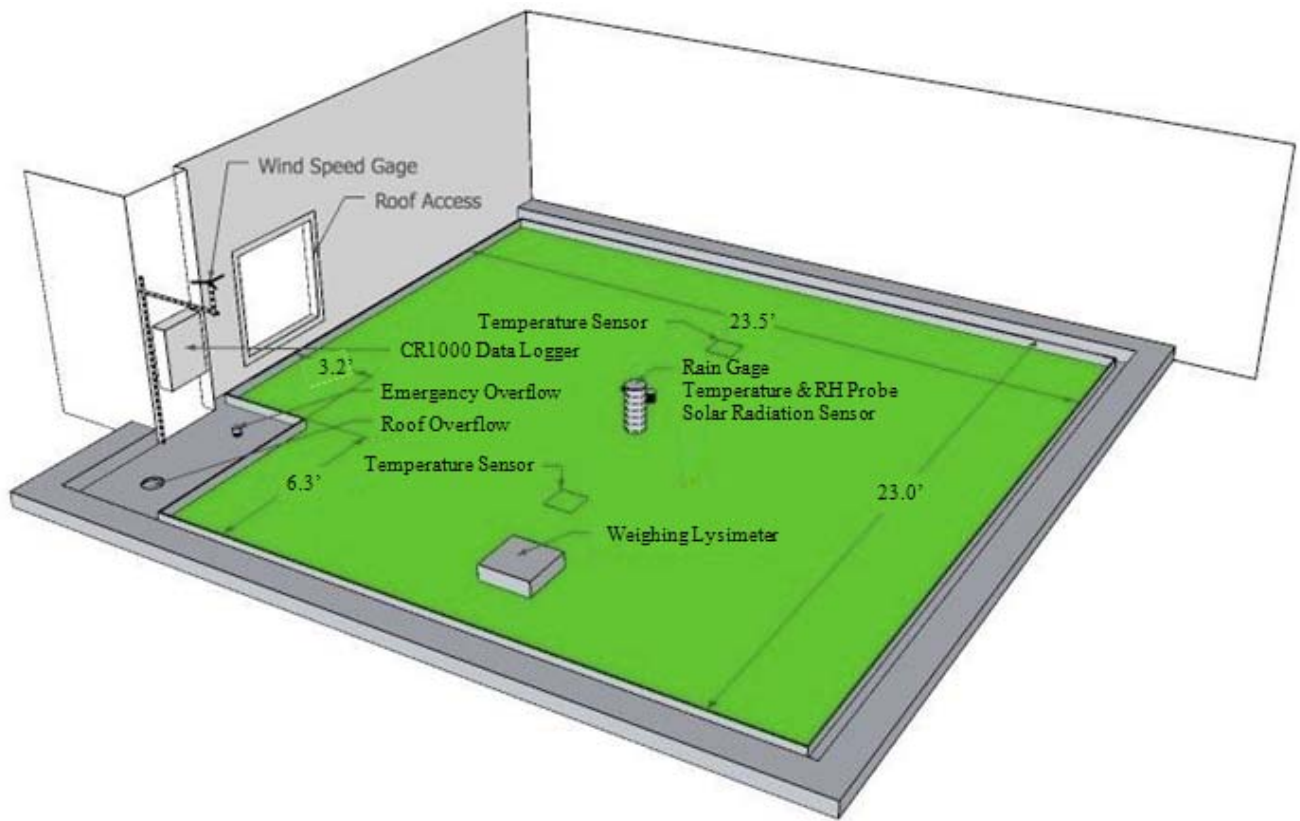 Wind Speed Gage
Roof Access
Temperature Sensor
23.5’
CR1000 Data Logger
3.2’
Rain Gage
Temperature & RH Probe
Solar Radiation Sensor
Emergency Overflow
Roof Overflow
Temperature Sensor
6.3’
23.0’
Weighing Lysimeter